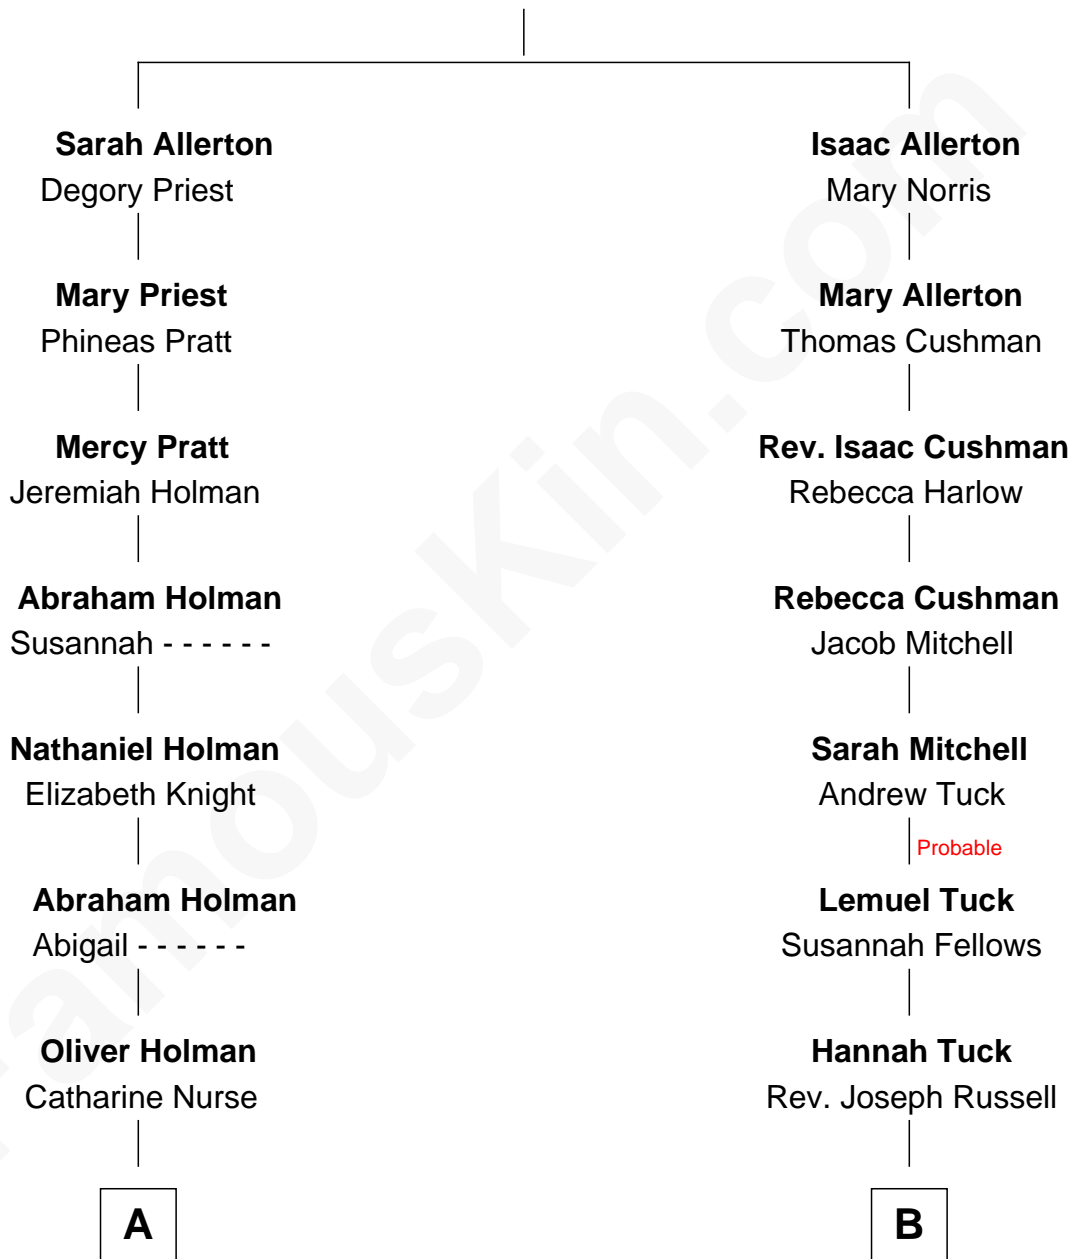 Sarah Allerton
Degory Priest
Mary Priest
Phineas Pratt
Mercy Pratt
Jeremiah Holman
Abraham Holman
Susannah - - - - - -
Nathaniel Holman
Elizabeth Knight
Abraham Holman
Abigail - - - - - -
Oliver Holman
Catharine Nurse
A
Isaac Allerton
Mary Norris
Mary Allerton
Thomas Cushman
Rev. Isaac Cushman
Rebecca Harlow
Rebecca Cushman
Jacob Mitchell
Sarah Mitchell
Andrew Tuck
Probable
Lemuel Tuck
Susannah Fellows
Hannah Tuck
Rev. Joseph Russell
B
FamousKin.com